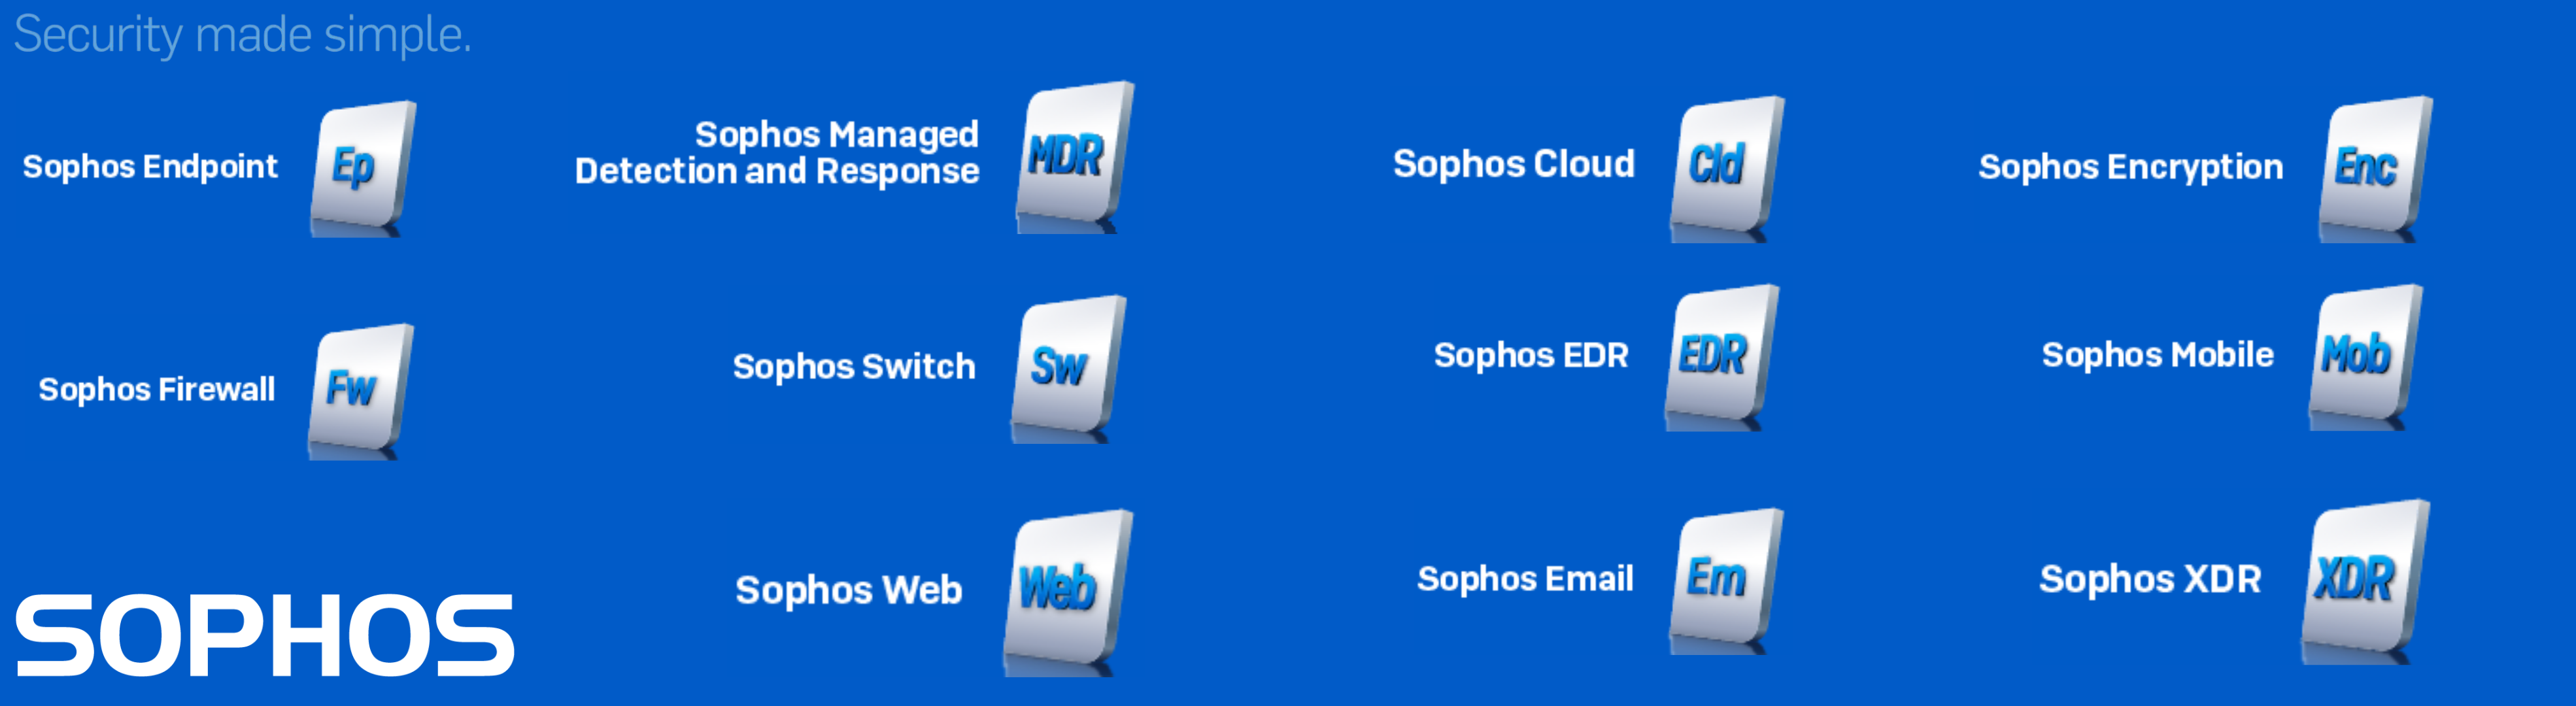 Security made simple.
Sophos Endpoint
Ep
Sophos Managed
Detection and Response
MDR
Sophos Cloud
Cld
Sophos Encryption
Enc
Sophos Firewall
Fw
Sophos Switch
Sw
Sophos EDR
EDR
Sophos Mobile
Mob
SOPHOS
Sophos Web
Web
Sophos Email
Em
Sophos XDR
XDR